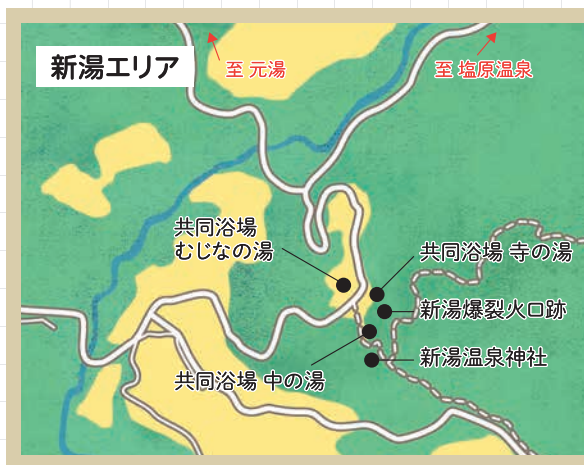 新湯エリア
至 元湯
至 塩原温泉
共同浴場
むじなの湯
共同浴場 寺の湯
新湯爆裂火口跡
新湯温泉神社
共同浴場 中の湯